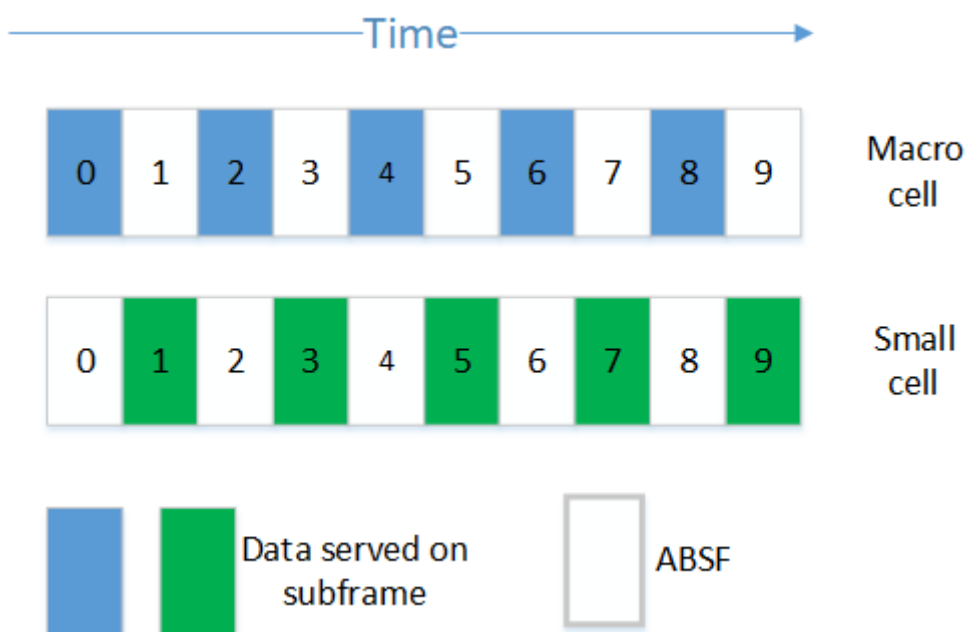 Time
0 1 2 3 4 5 6 7 8 9
Macro
cell
0 1 2 3 4 5 6 7 8 9
Small
cell
Data served on
subframe
ABSF